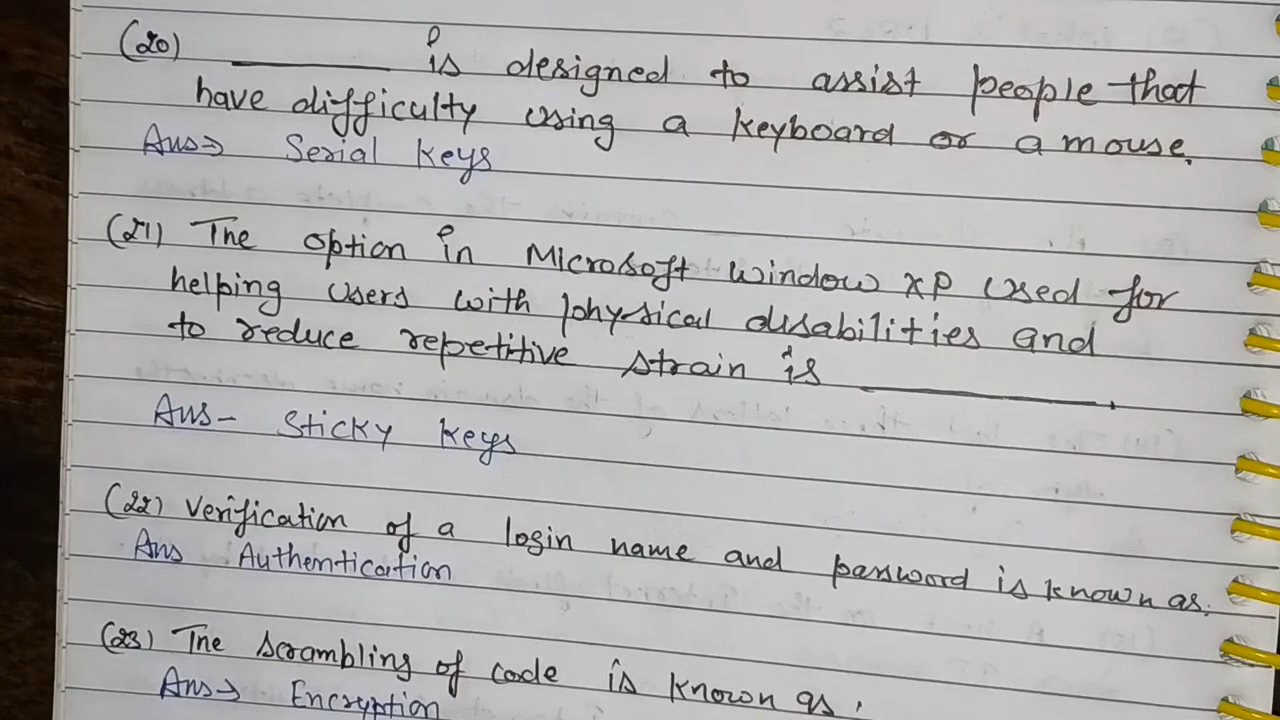 (20) ________ is designed to assist people that
have difficulty using a keyboard or a mouse.
Ans⇒ Serial Keys
(21) The option in Microsoft Window XP used for
helping users with physical disabilities and
to reduce repetitive strain is ________.
Ans- Sticky Keys
(22) Verification of a login name and password is known as.
Ans Authentication
(23) The scrambling of code is known as.
Ans→ Encryption